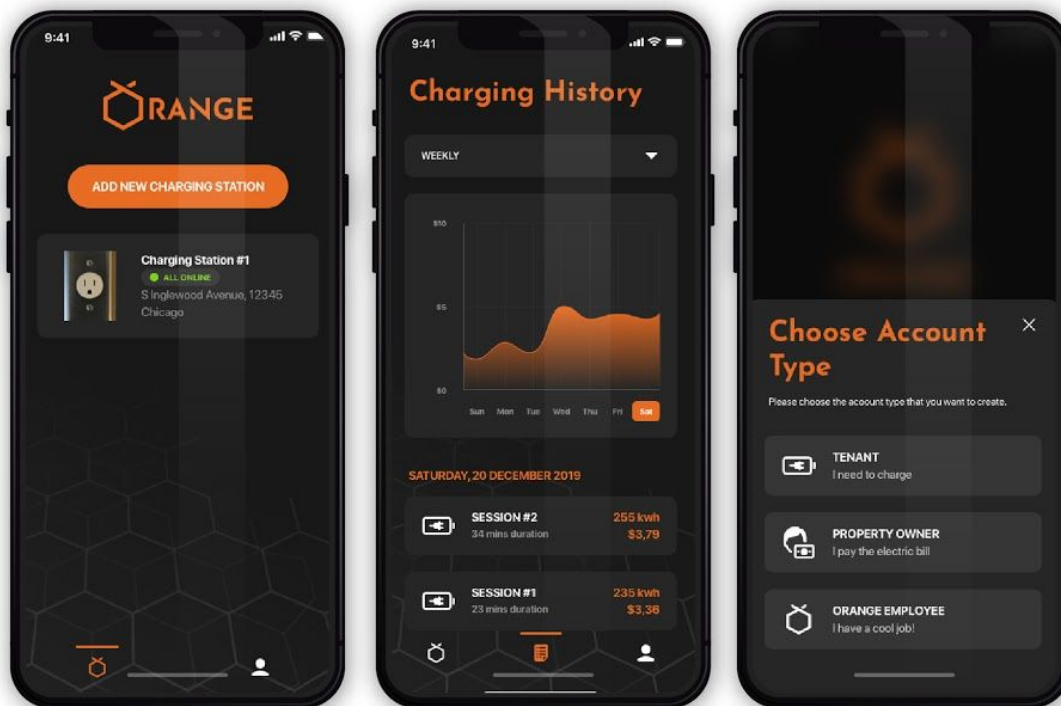 9:41
ORANGE
ADD NEW CHARGING STATION
Charging Station #1
ALL ONLINE
S Inglewood Avenue, 12345
Chicago
9:41
Charging History
WEEKLY
$10
$5
$0
Sun Mon Tue Wed Thu Fri Sat
SATURDAY, 20 DECEMBER 2019
SESSION #2
255 kwh
34 mins duration
$3,79
SESSION #1
235 kwh
23 mins duration
$3,36
Choose Account
Type
Please choose the account type that you want to create.
TENANT
I need to charge
PROPERTY OWNER
I pay the electric bill
ORANGE EMPLOYEE
I have a cool job!